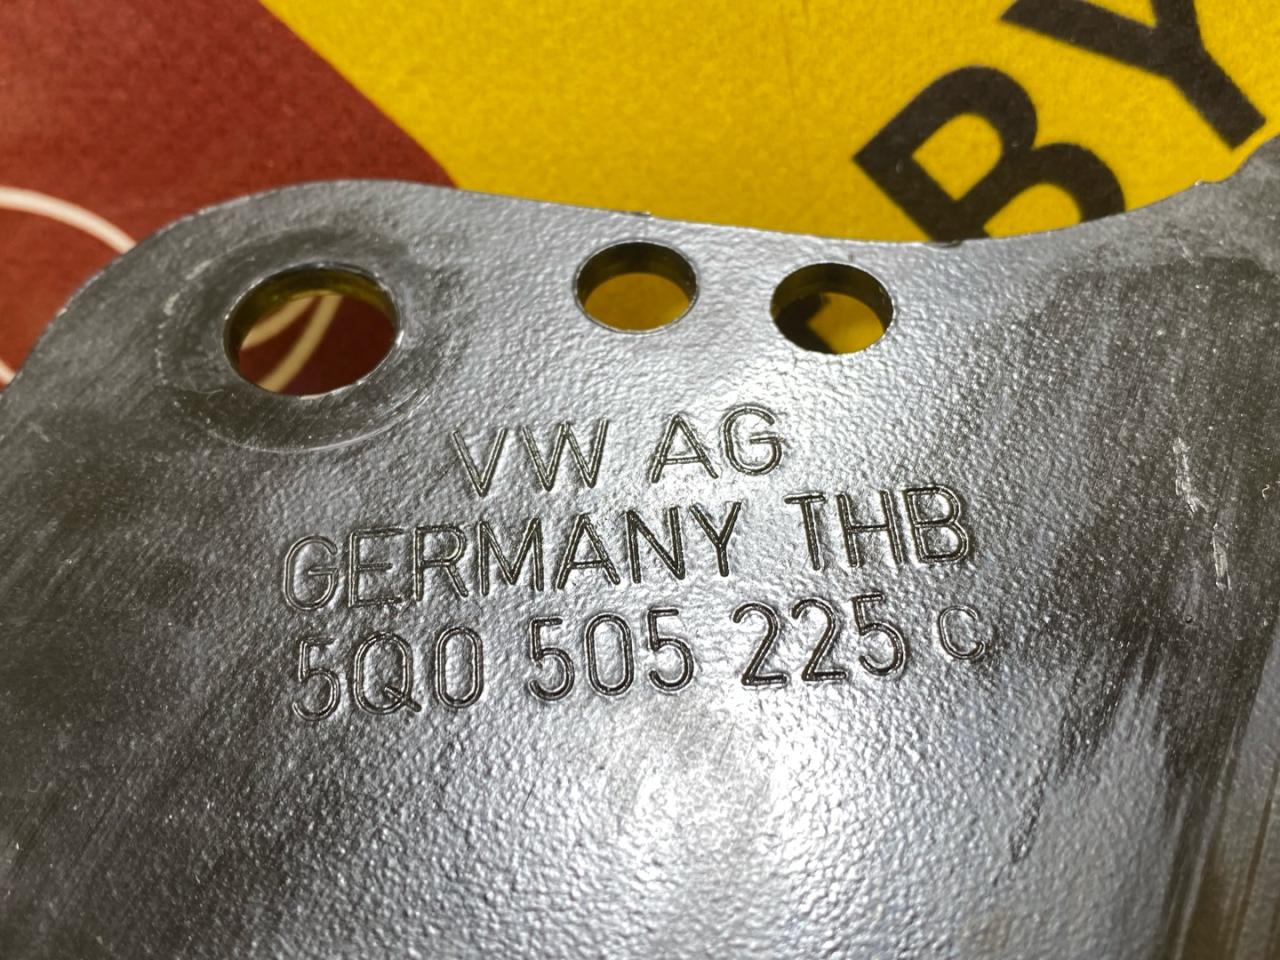 BY
VW AG
GERMANY THB
5Q0 505 225 C